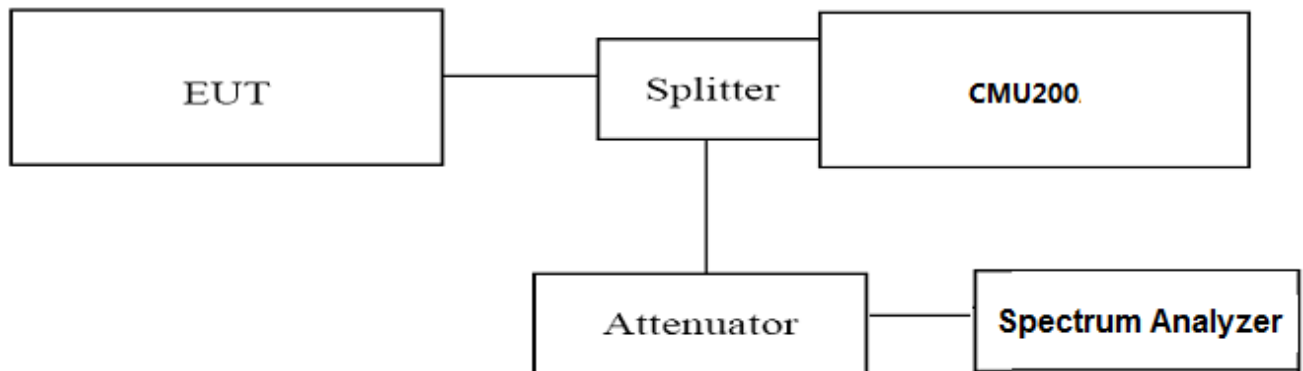 EUT
Splitter
CMU200
Attenuator
Spectrum Analyzer